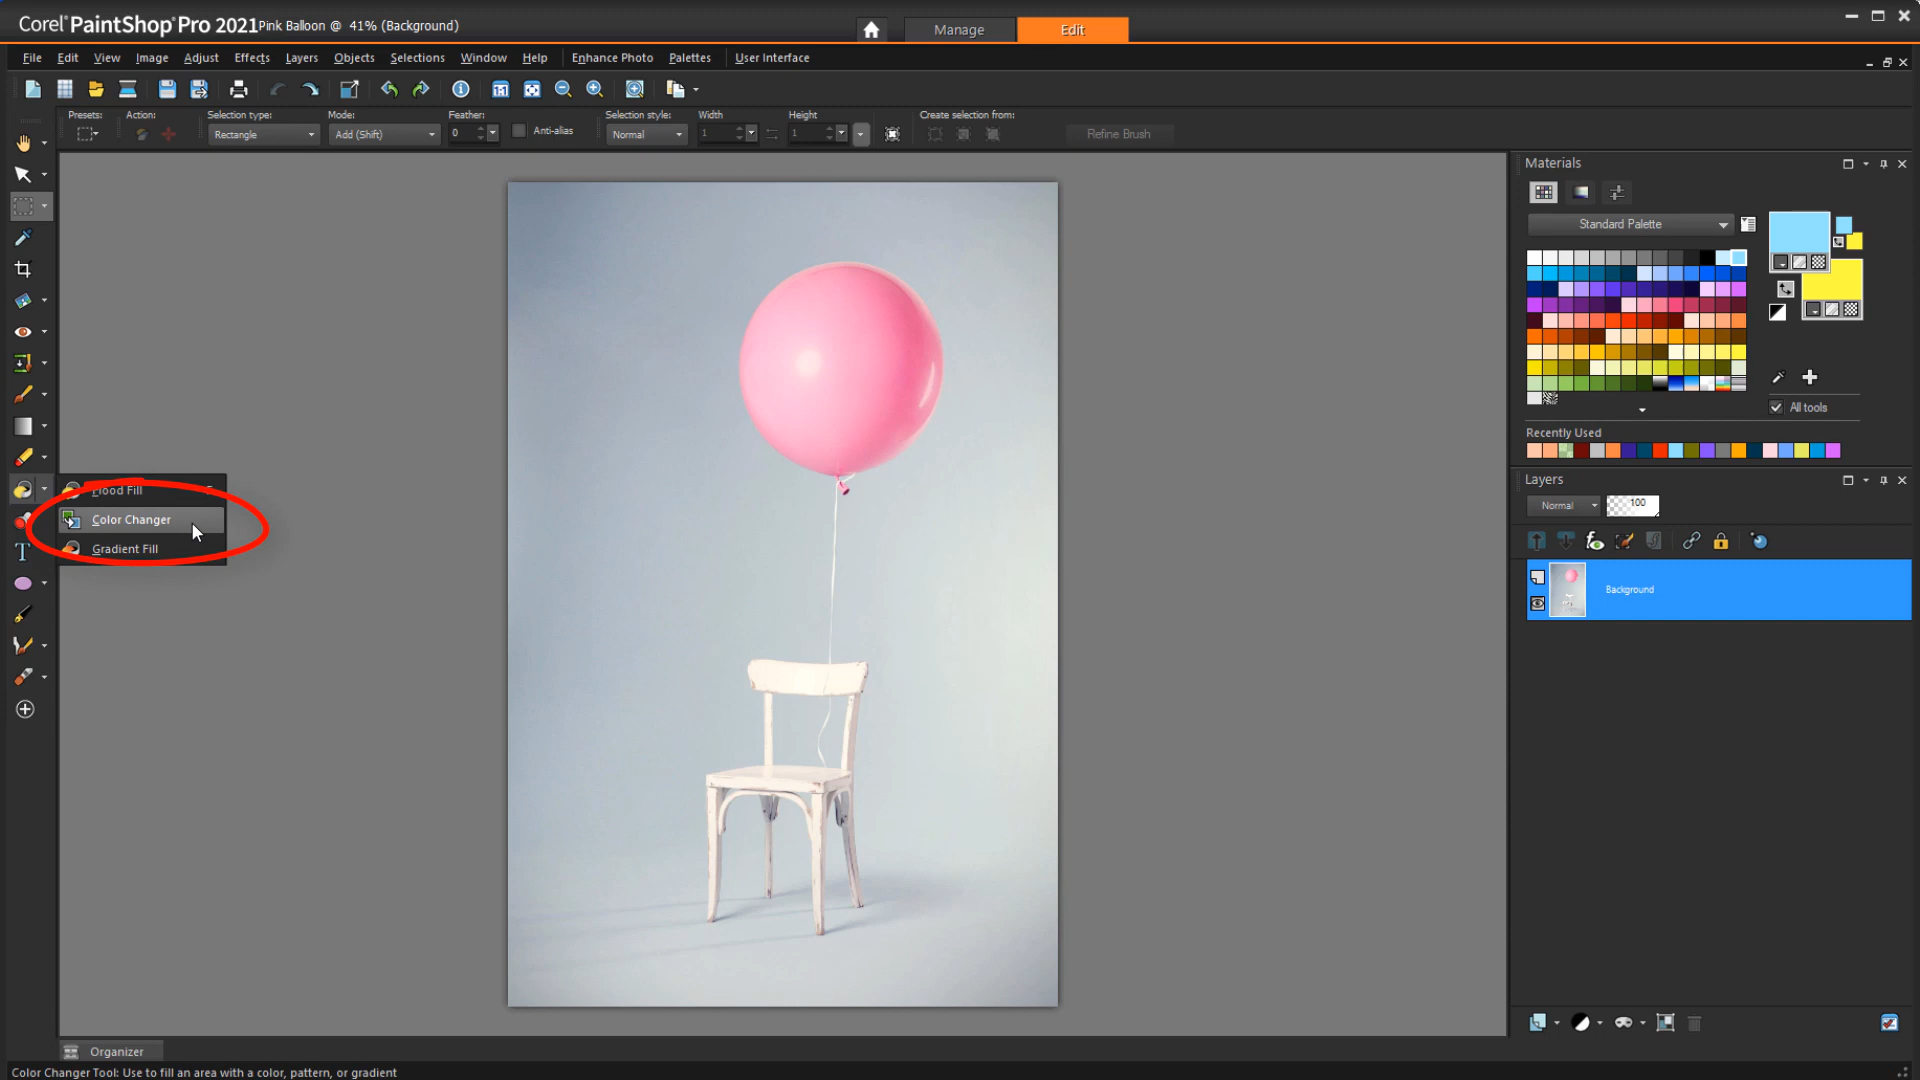 Corel® PaintShop® Pro 2021 Pink Balloon @ 41% (Background)
Manage
Edit
File Edit View Image Adjust Effects Layers Objects Selections Window Help Enhance Photo Palettes User Interface
Presets: Action: Selection type: Mode: Feather: Selection style: Width Height Create selection from:
Rectangle Add (Shift) 0 Anti-alias Normal 1 1 Refine Brush
Materials
Standard Palette
All tools
Recently Used
Layers
Normal 100
Background
Flood Fill
Color Changer
Gradient Fill
T
Organizer
Color Changer Tool: Use to fill an area with a color, pattern, or gradient